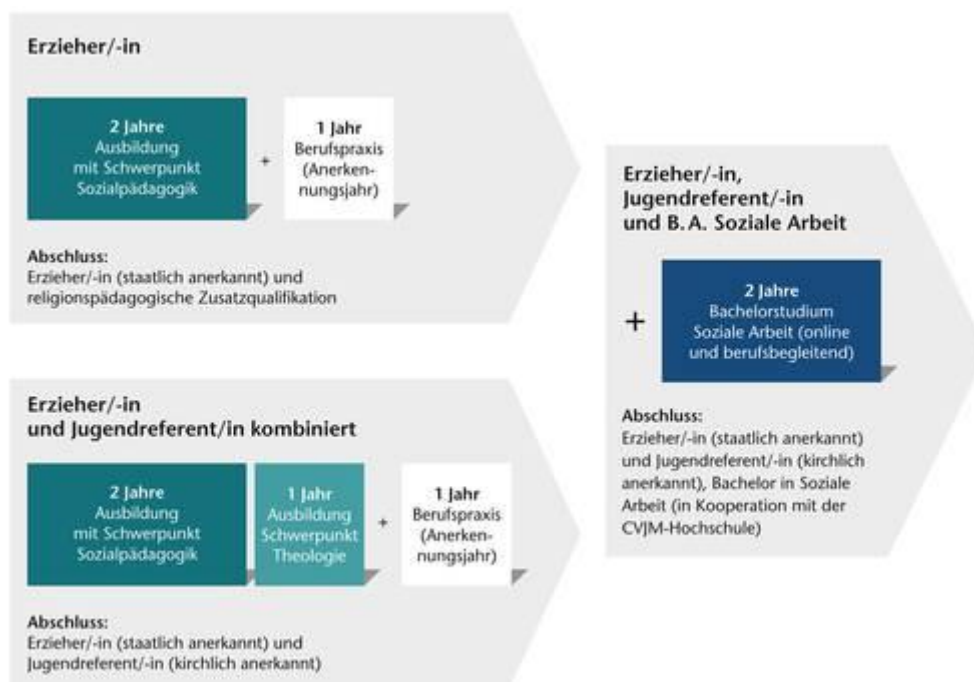 Erzieher/-in
2 Jahre
Ausbildung
mit Schwerpunkt
Sozialpädagogik
+
1 Jahr
Berufspraxis
(Anerken-
nungsjahr)
Abschluss:
Erzieher/-in (staatlich anerkannt) und
religionspädagogische Zusatzqualifikation
Erzieher/-in
und Jugendreferent/in kombiniert
2 Jahre
Ausbildung
mit Schwerpunkt
Sozialpädagogik
1 Jahr
Ausbildung
Schwerpunkt
Theologie
+
1 Jahr
Berufspraxis
(Anerken-
nungsjahr)
Abschluss:
Erzieher/-in (staatlich anerkannt) und
Jugendreferent/-in (kirchlich anerkannt)
Erzieher/-in,
Jugendreferent/-in
und B. A. Soziale Arbeit
+
2 Jahre
Bachelorstudium
Soziale Arbeit (online
und berufsbegleitend)
Abschluss:
Erzieher/-in (staatlich anerkannt)
und Jugendreferent/-in (kirchlich
anerkannt), Bachelor in Soziale
Arbeit (in Kooperation mit der
CVJM-Hochschule)